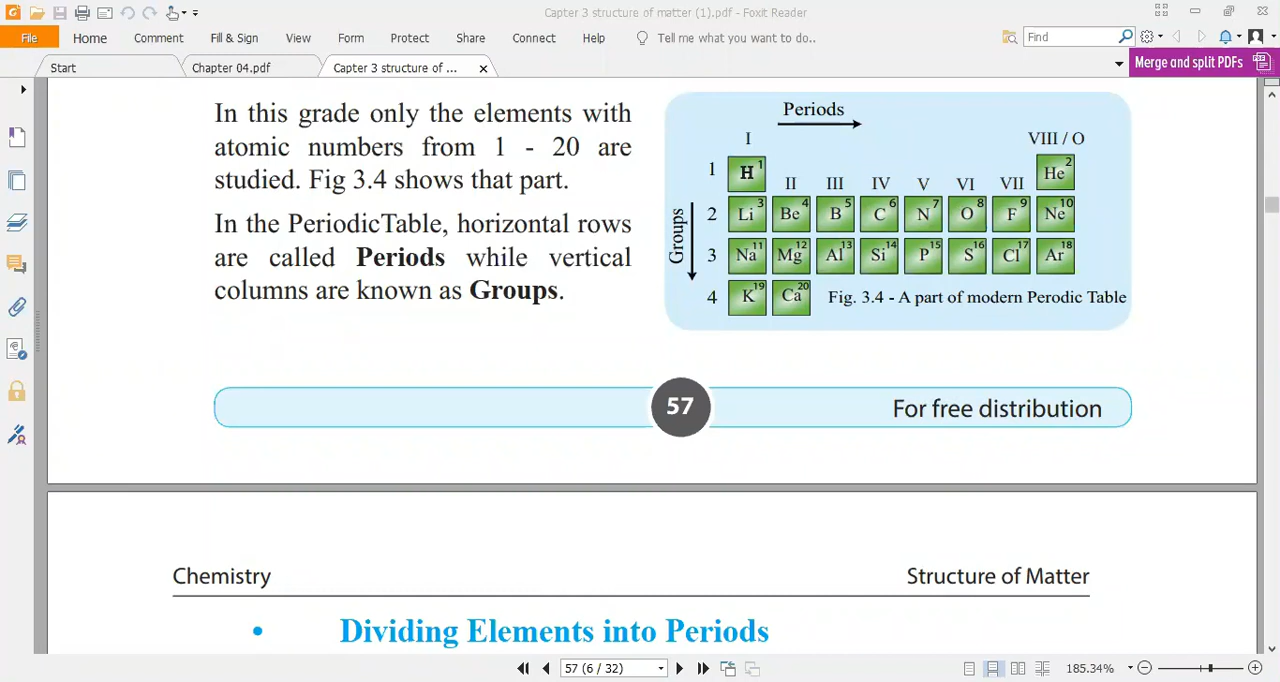 Capter 3 structure of matter (1).pdf - Foxit Reader
File Home Comment Fill & Sign View Form Protect Share Connect Help Tell me what you want to do.. Find
Start Chapter 04.pdf Capter 3 structure of ... Merge and split PDFs
In this grade only the elements with
atomic numbers from 1 - 20 are
studied. Fig 3.4 shows that part.
In the PeriodicTable, horizontal rows
are called Periods while vertical
columns are known as Groups.
Periods
I VIII / O
1 H 1 He 2
II III IV V VI VII
2 Li 3 Be 4 B 5 C 6 N 7 O 8 F 9 Ne 10
Groups
3 Na 11 Mg 12 Al 13 Si 14 P 15 S 16 Cl 17 Ar 18
4 K 19 Ca 20 Fig. 3.4 - A part of modern Perodic Table
57 For free distribution
Chemistry Structure of Matter
• Dividing Elements into Periods
57 (6 / 32) 185.34%